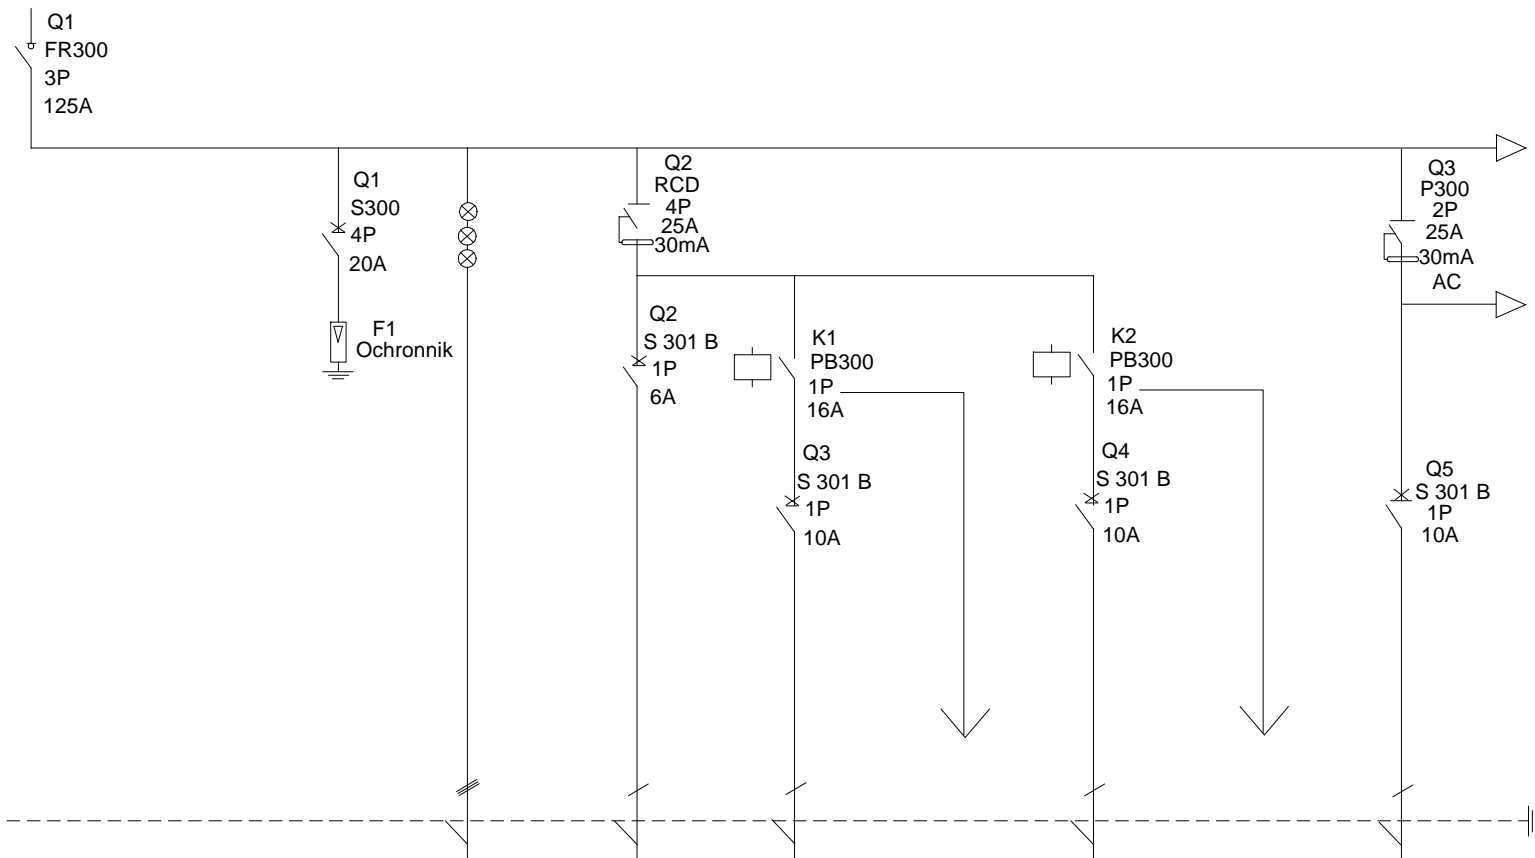 Q1
FR300
3P
125A
Q1
S300
4P
20A
F1
Ochronnik
Q2
RCD
4P
25A
30mA
Q2
S 301 B
1P
6A
K1
PB300
1P
16A
Q3
S 301 B
1P
10A
K2
PB300
1P
16A
Q4
S 301 B
1P
10A
Q3
P300
2P
25A
30mA
AC
Q5
S 301 B
1P
10A